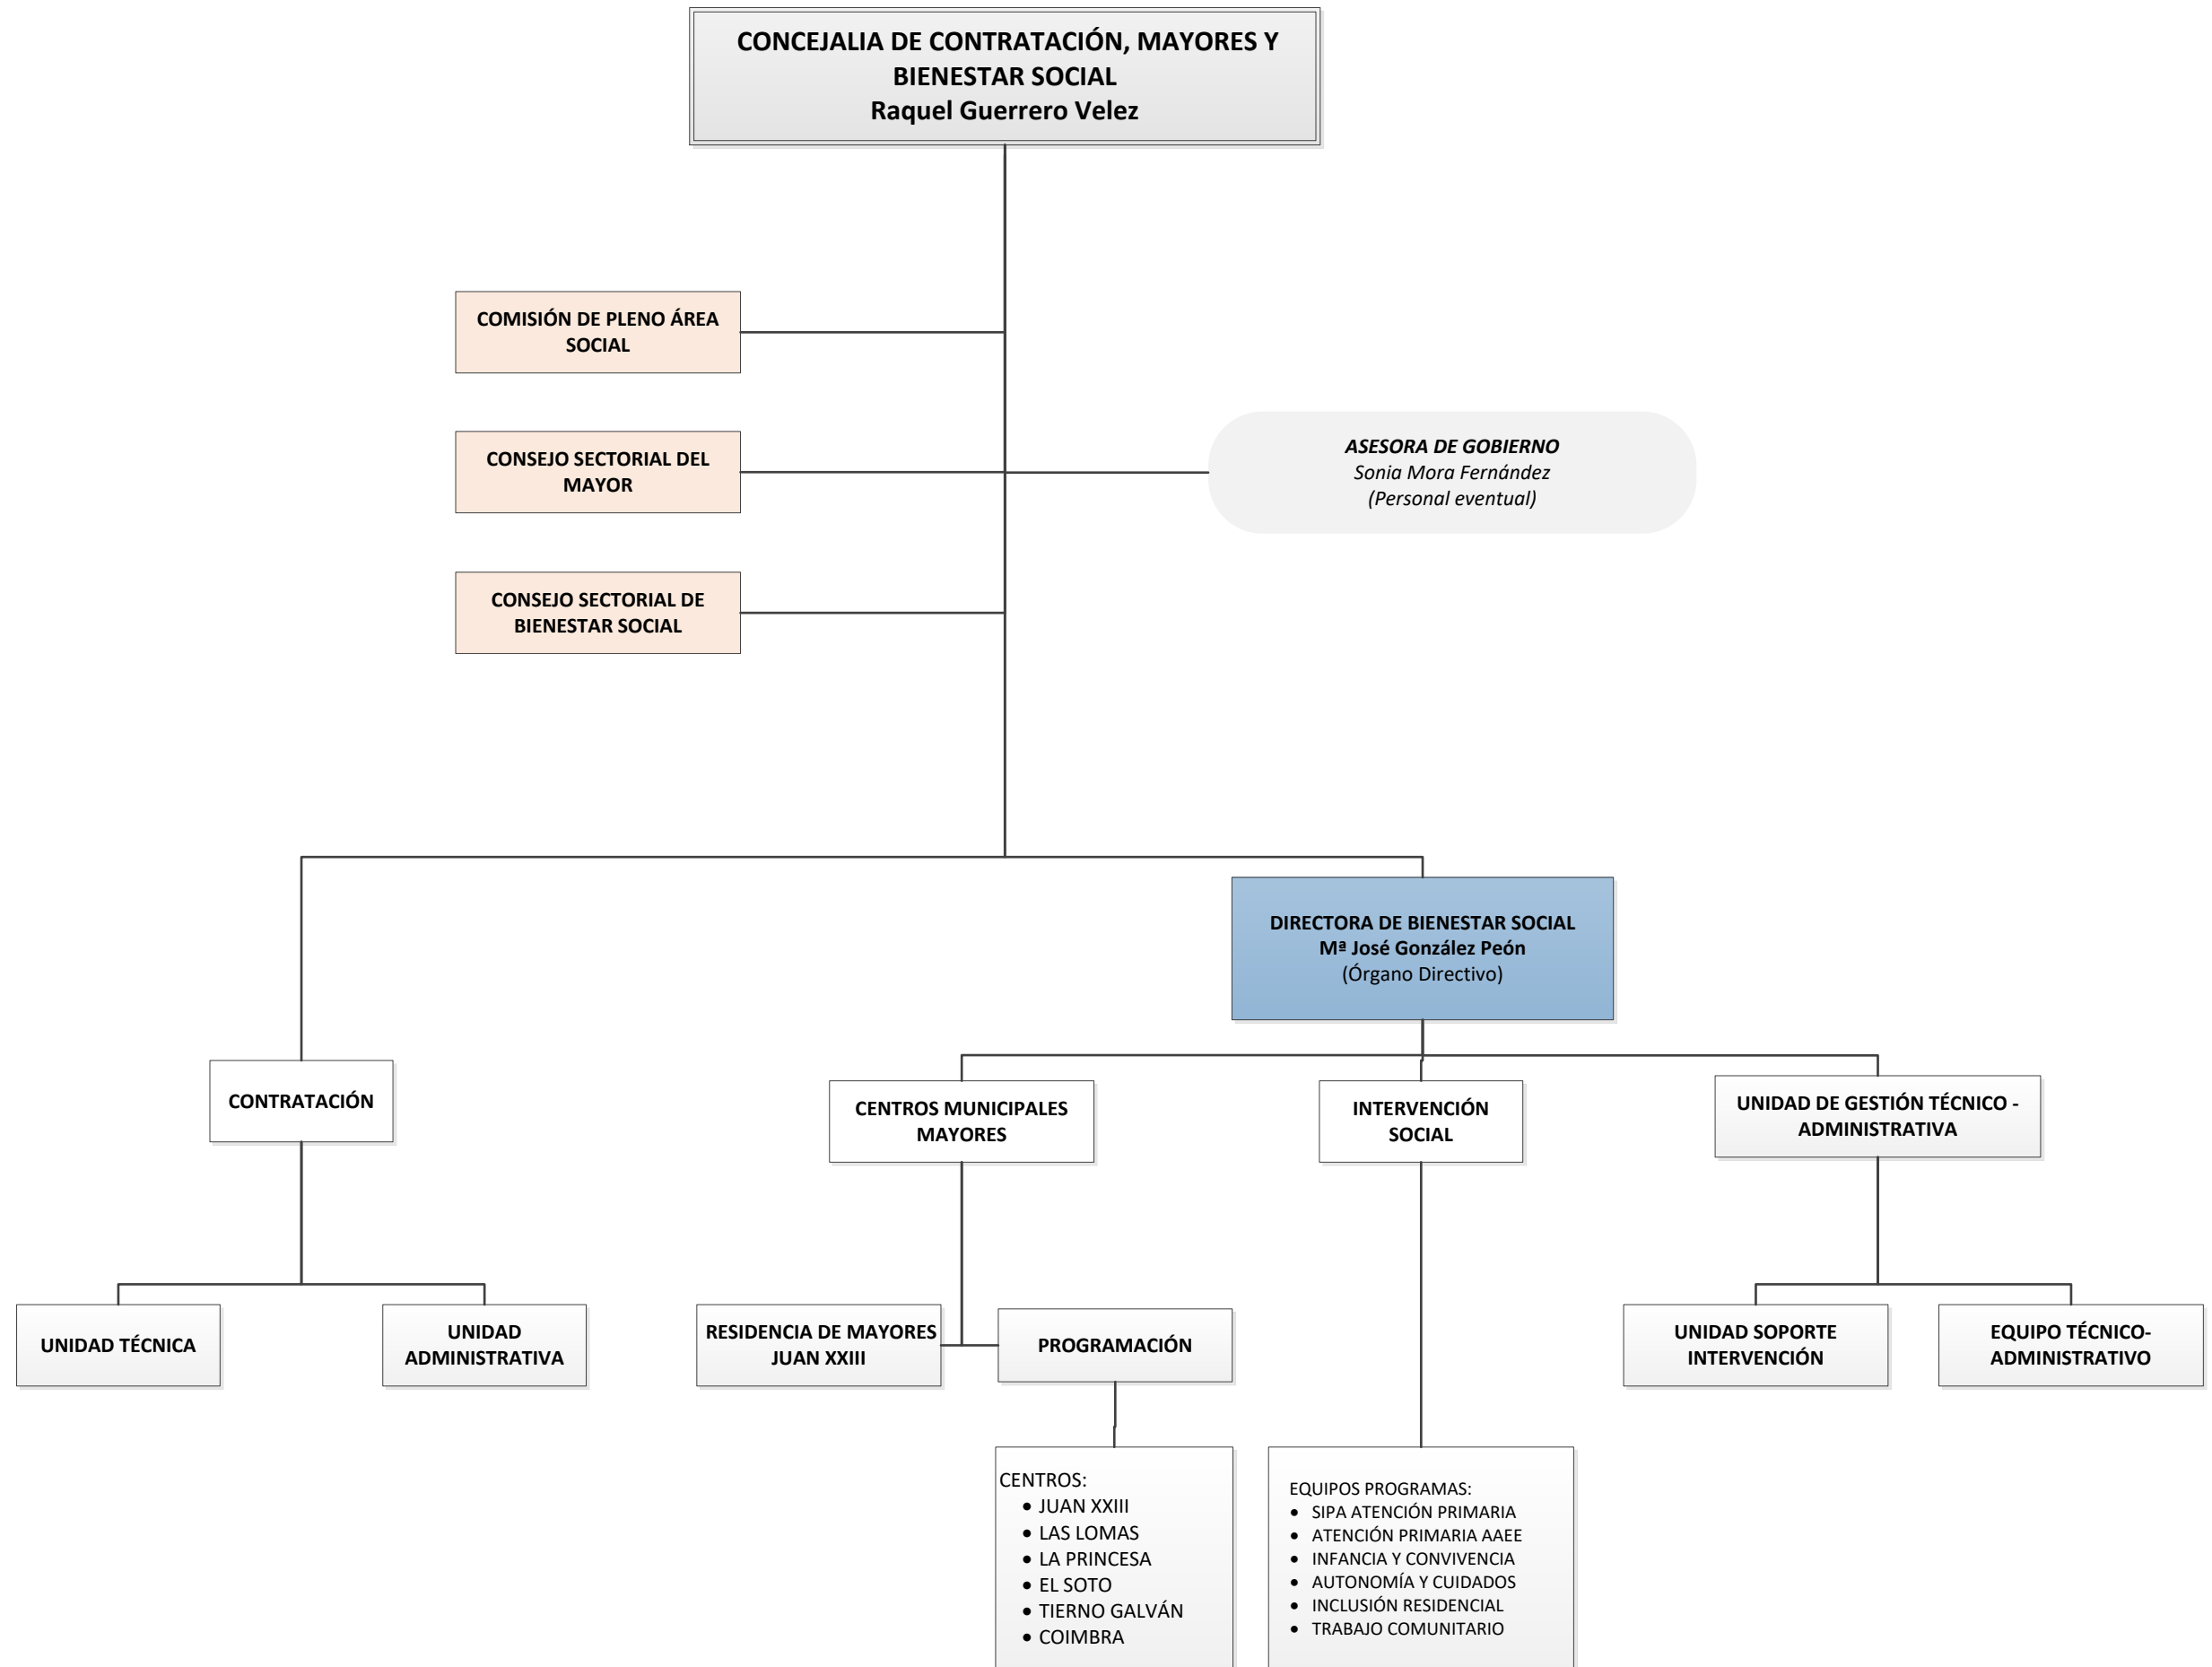 CONCEJALIA DE CONTRATACIÓN, MAYORES Y
BIENESTAR SOCIAL
Raquel Guerrero Velez
COMISIÓN DE PLENO ÁREA
SOCIAL
CONSEJO SECTORIAL DEL
MAYOR
ASESORA DE GOBIERNO
Sonia Mora Fernández
(Personal eventual)
CONSEJO SECTORIAL DE
BIENESTAR SOCIAL
DIRECTORA DE BIENESTAR SOCIAL
Mª José González Peón
(Órgano Directivo)
CONTRATACIÓN
CENTROS MUNICIPALES
MAYORES
INTERVENCIÓN
SOCIAL
UNIDAD DE GESTIÓN TÉCNICO -
ADMINISTRATIVA
UNIDAD TÉCNICA
UNIDAD
ADMINISTRATIVA
RESIDENCIA DE MAYORES
JUAN XXIII
PROGRAMACIÓN
UNIDAD SOPORTE
INTERVENCIÓN
EQUIPO TÉCNICO-
ADMINISTRATIVO
CENTROS:
• JUAN XXIII
• LAS LOMAS
• LA PRINCESA
• EL SOTO
• TIERNO GALVÁN
• COIMBRA
EQUIPOS PROGRAMAS:
• SIPA ATENCIÓN PRIMARIA
• ATENCIÓN PRIMARIA AAEE
• INFANCIA Y CONVIVENCIA
• AUTONOMÍA Y CUIDADOS
• INCLUSIÓN RESIDENCIAL
• TRABAJO COMUNITARIO